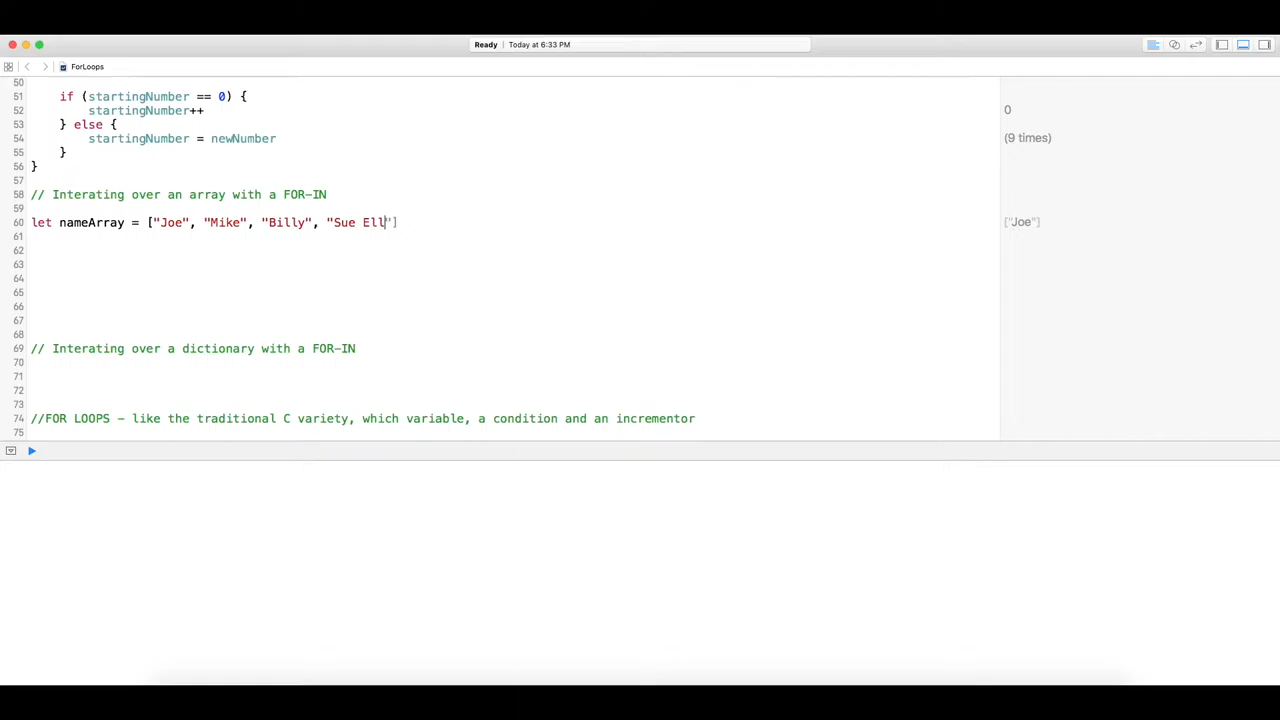 Ready | Today at 6:33 PM
ForLoops
50
51 if (startingNumber == 0) {
52 startingNumber++ 0
53 } else {
54 startingNumber = newNumber (9 times)
55 }
56 }
57
58 // Interating over an array with a FOR-IN
59
60 let nameArray = ["Joe", "Mike", "Billy", "Sue Ell"] ["Joe"]
61
62
63
64
65
66
67
68
69 // Interating over a dictionary with a FOR-IN
70
71
72
73
74 //FOR LOOPS - like the traditional C variety, which variable, a condition and an incrementor
75